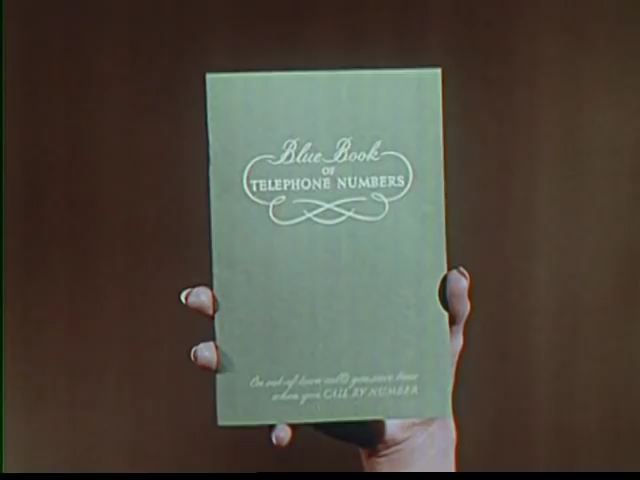 Blue Book
OF
TELEPHONE NUMBERS
On out-of-town calls you save time
when you CALL BY NUMBER